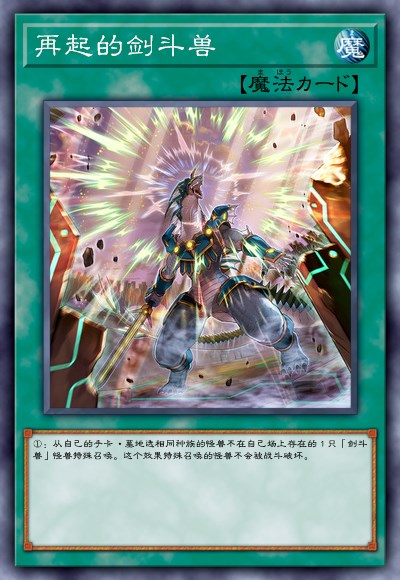 再起的剑斗兽
魔
【魔法カード】
ま ほう
①：从自己的手卡·墓地选相同种族的怪兽不在自己场上存在的1只「剑斗
兽」怪兽特殊召唤。这个效果特殊召唤的怪兽不会被战斗破坏。